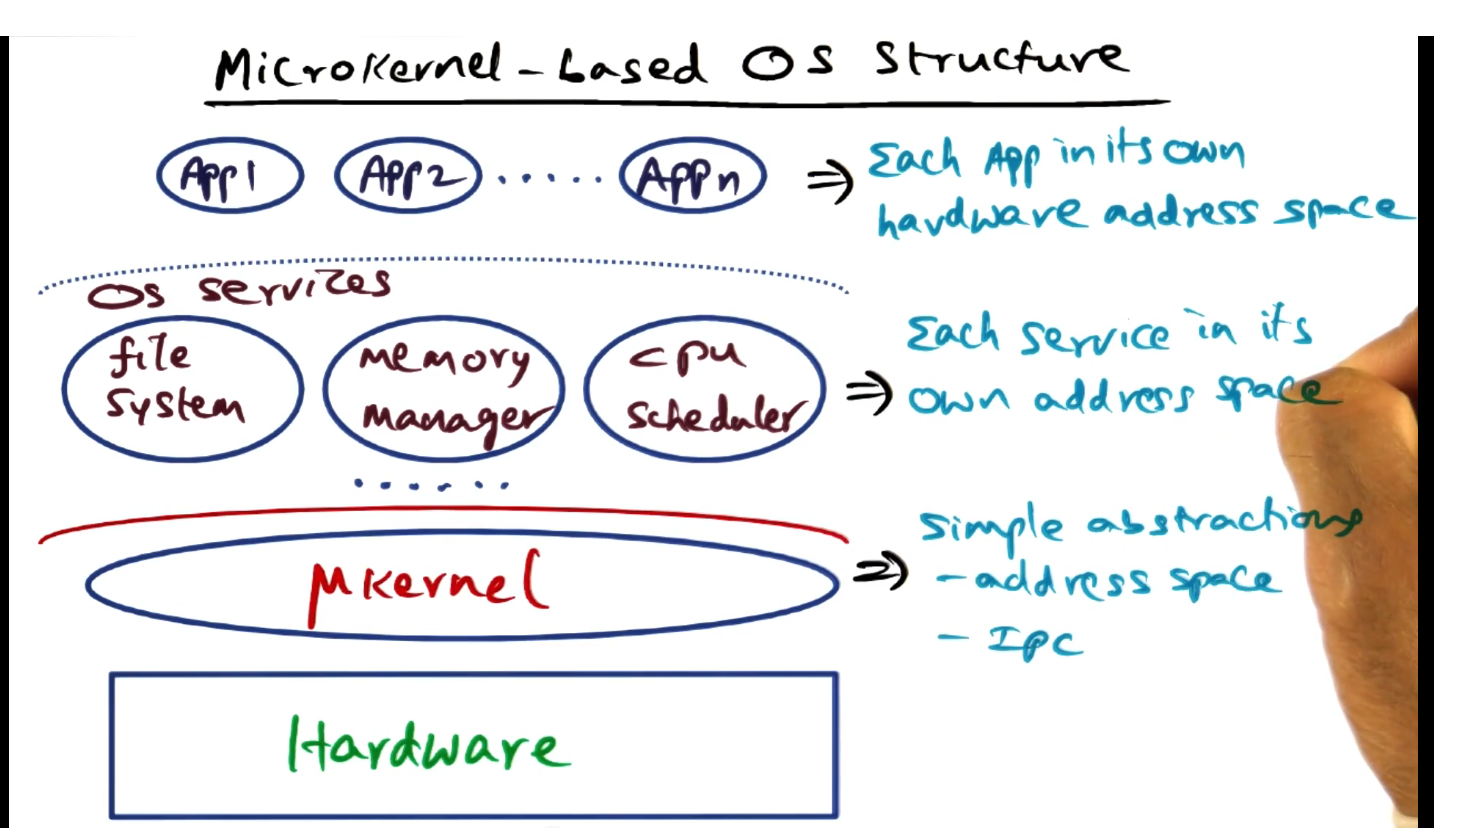 Microkernel-based OS Structure
App1 App2 ...... App n ⇒ Each App in its own
hardware address space
OS services
file system
memory manager
cpu scheduler
......
⇒ Each service in its
own address space
μkernel
⇒ Simple abstractions
- address space
- IPC
Hardware